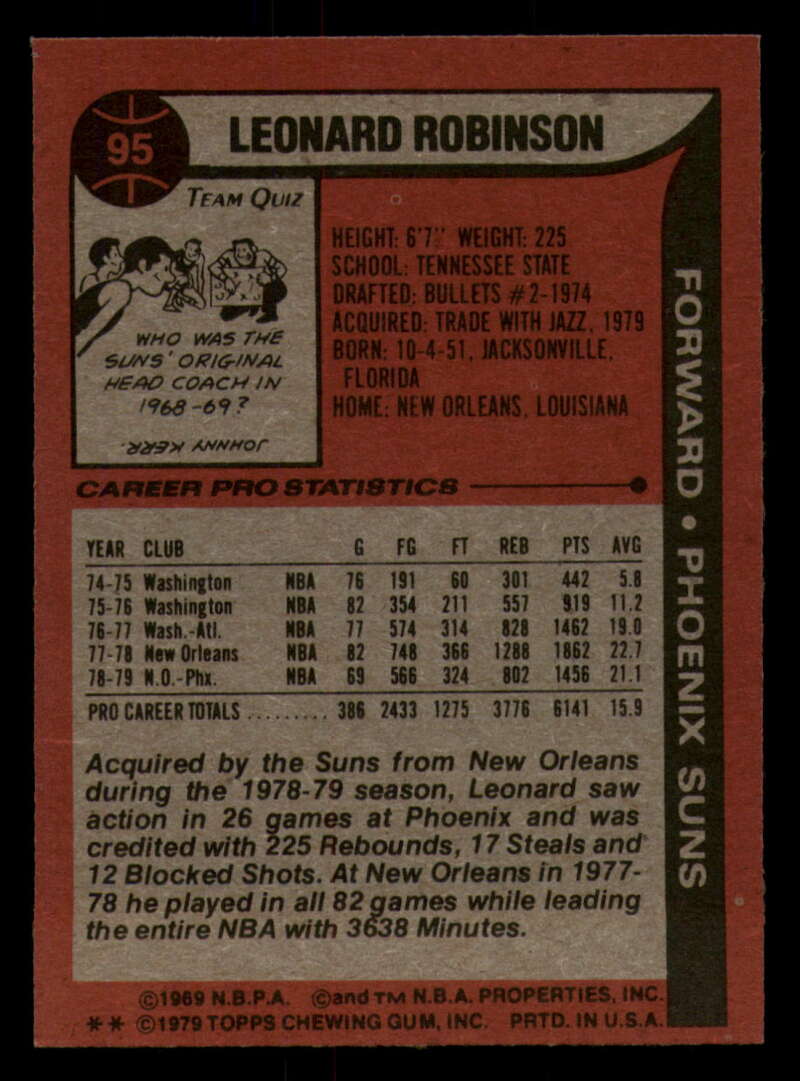 95
LEONARD ROBINSON
TEAM QUIZ
WHO WAS THE
SUNS' ORIGINAL
HEAD COACH IN
1968-69?
JOHNNY KERR.
HEIGHT: 6'7" WEIGHT: 225
SCHOOL: TENNESSEE STATE
DRAFTED: BULLETS #2-1974
ACQUIRED: TRADE WITH JAZZ, 1979
BORN: 10-4-51, JACKSONVILLE,
FLORIDA
HOME: NEW ORLEANS, LOUISIANA
FORWARD • PHOENIX SUNS
CAREER PRO STATISTICS
YEAR CLUB G FG FT REB PTS AVG
74-75 Washington NBA 76 191 60 301 442 5.8
75-76 Washington NBA 82 354 211 557 919 11.2
76-77 Wash.-Atl. NBA 77 574 314 828 1462 19.0
77-78 New Orleans NBA 82 748 366 1288 1862 22.7
78-79 N.O.-Phx. NBA 69 566 324 802 1456 21.1
PRO CAREER TOTALS ......... 386 2433 1275 3776 6141 15.9
Acquired by the Suns from New Orleans
during the 1978-79 season, Leonard saw
action in 26 games at Phoenix and was
credited with 225 Rebounds, 17 Steals and
12 Blocked Shots. At New Orleans in 1977-
78 he played in all 82 games while leading
the entire NBA with 3638 Minutes.
©1969 N.B.P.A. ©and TM N.B.A. PROPERTIES, INC.
** ©1979 TOPPS CHEWING GUM, INC. PRTD. IN U.S.A.